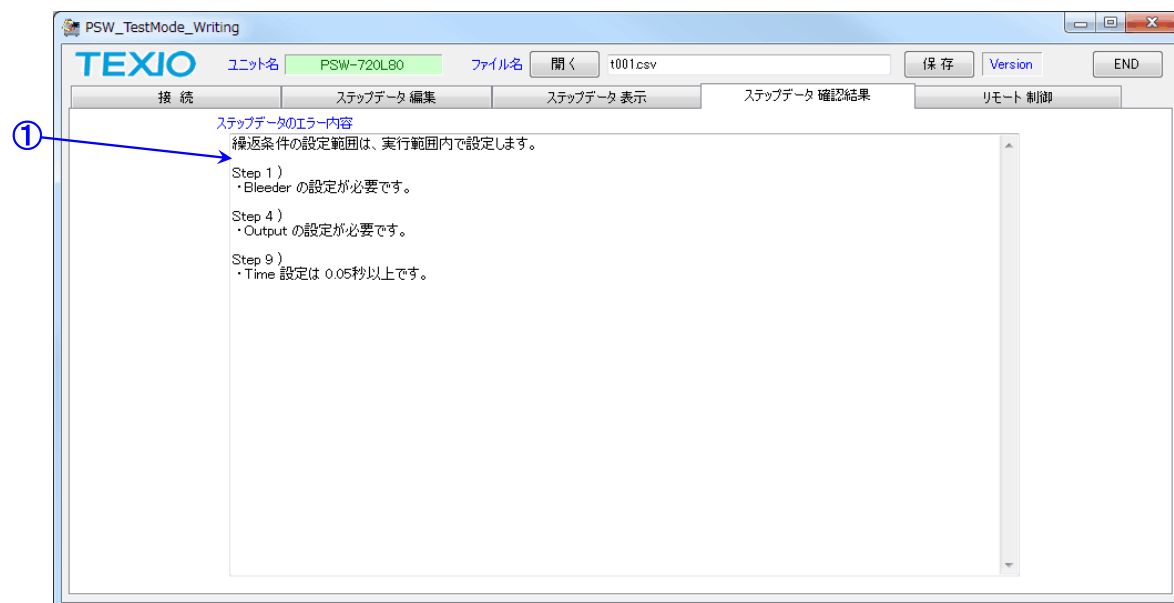 PSW_TestMode_Writing
TEXIO ユニット名 PSW-720L80 ファイル名 開く t001.csv 保存 Version END
接続 ステップデータ 編集 ステップデータ 表示 ステップデータ 確認結果 リモート 制御
ステップデータのエラー内容
①
繰返条件の設定範囲は、実行範囲内で設定します。
Step 1 )
・Bleeder の設定が必要です。
Step 4 )
・Output の設定が必要です。
Step 9 )
・Time 設定は 0.05秒以上です。